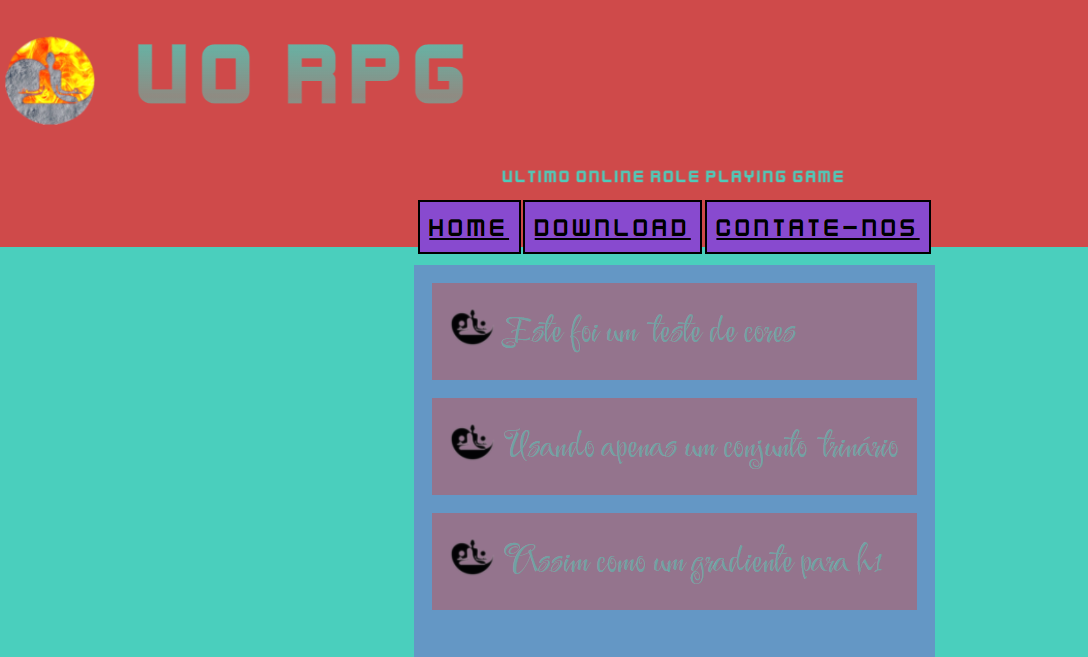 UO RPG
ULTIMO ONLINE ROLE PLAYING GAME
HOME DOWNLOAD CONTATE-NOS
Este foi um teste de cores
Usando apenas um conjunto trinário
Assim como um gradiente para h1